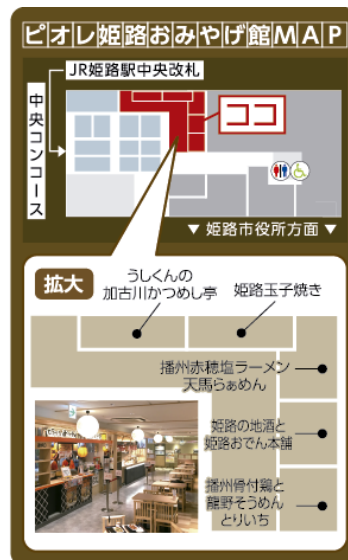 ピオレ姫路おみやげ館MAP
JR姫路駅中央改札
中央コンコース
ココ
▼ 姫路市役所方面 ▼
拡大
うしくんの
加古川かつめし亭
姫路玉子焼き
播州赤穂塩ラーメン
天馬らぁめん
姫路の地酒と
姫路おでん本舗
播州骨付鶏と
龍野そうめん
とりいち